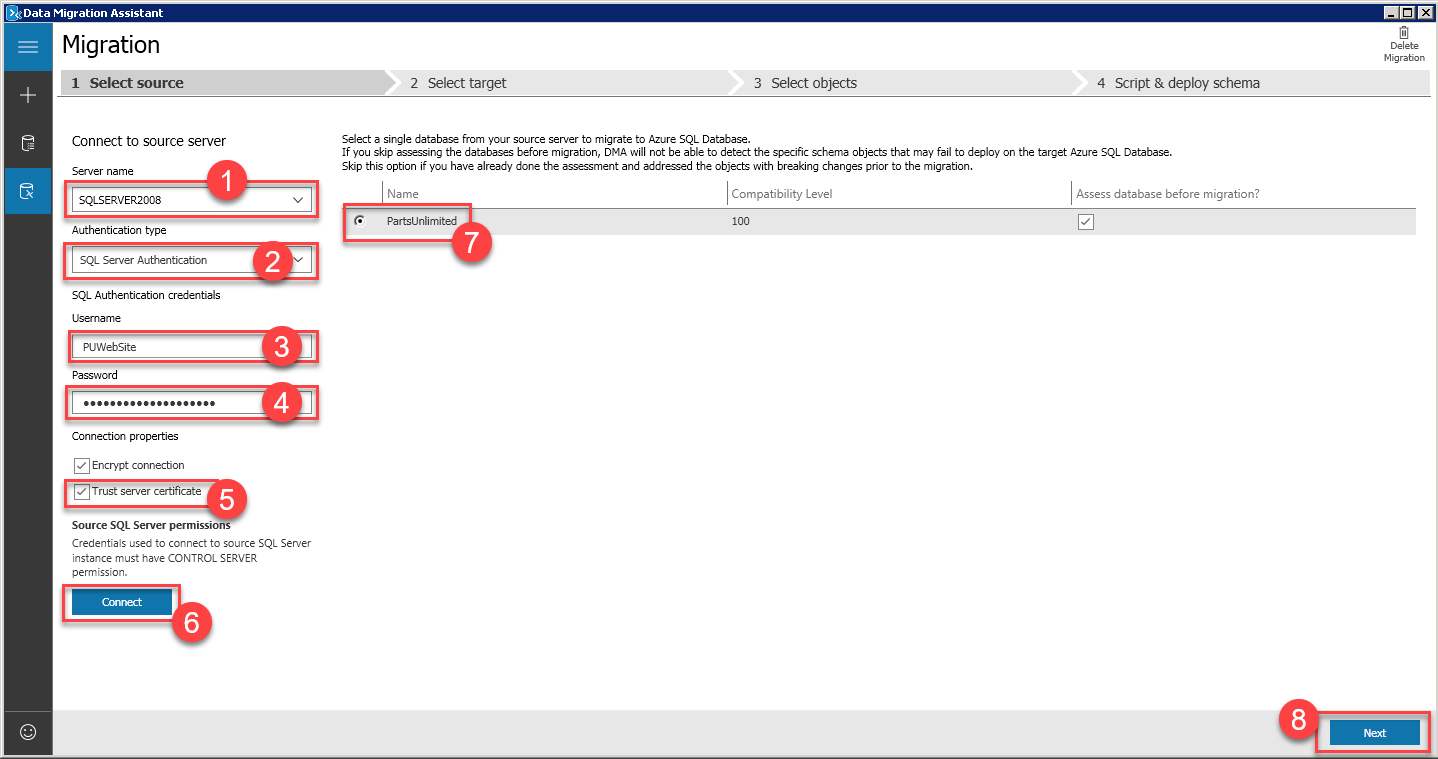 Data Migration Assistant
Migration
Delete
Migration
1 Select source
2 Select target
3 Select objects
4 Script & deploy schema
Connect to source server
Server name
1
SQLSERVER2008
Authentication type
SQL Server Authentication
2
SQL Authentication credentials
Username
PUWebSite
3
Password
••••••••••••••••••••
4
Connection properties
Encrypt connection
Trust server certificate
5
Source SQL Server permissions
Credentials used to connect to source SQL Server
instance must have CONTROL SERVER
permission.
Connect
6
Select a single database from your source server to migrate to Azure SQL Database.
If you skip assessing the databases before migration, DMA will not be able to detect the specific schema objects that may fail to deploy on the target Azure SQL Database.
Skip this option if you have already done the assessment and addressed the objects with breaking changes prior to the migration.
Name Compatibility Level Assess database before migration?
PartsUnlimited 100
7
8
Next